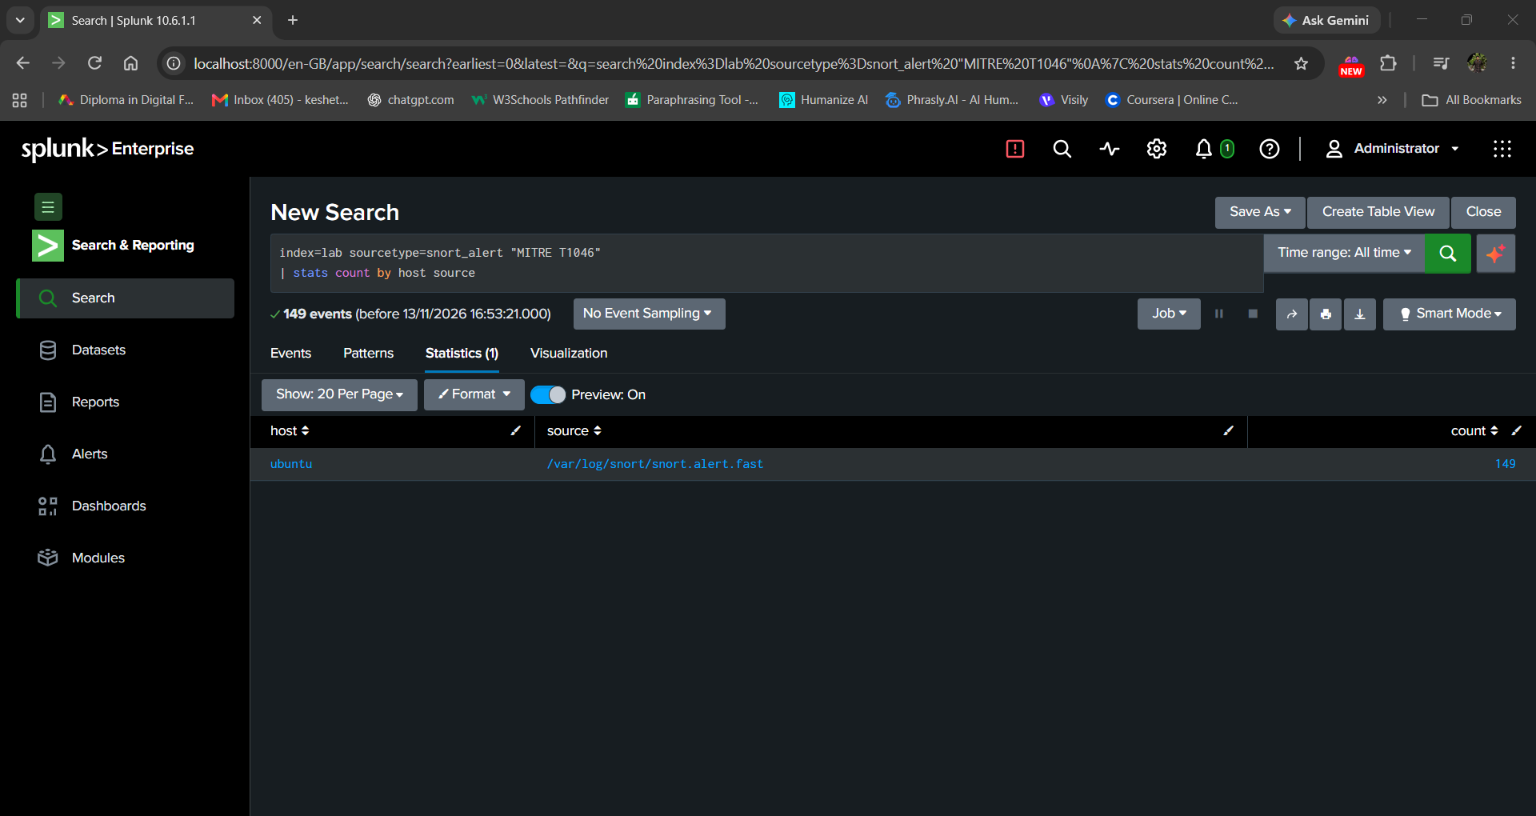 Search | Splunk 10.6.1.1
Ask Gemini
localhost:8000/en-GB/app/search/search?earliest=0&latest=&q=search%20index%3Dlab%20sourcetype%3Dsnort_alert%20"MITRE%20T1046"%0A%7C%20stats%20count%2...
NEW
Diploma in Digital F...
Inbox (405) - keshet...
chatgpt.com
W3Schools Pathfinder
Paraphrasing Tool -...
Humanize AI
Phrasly.AI - AI Hum...
Visily
Coursera | Online C...
All Bookmarks
splunk> Enterprise
1
Administrator
Search & Reporting
Search
Datasets
Reports
Alerts
Dashboards
Modules
New Search
Save As
Create Table View
Close
index=lab sourcetype=snort_alert "MITRE T1046"
| stats count by host source
Time range: All time
149 events (before 13/11/2026 16:53:21.000)
No Event Sampling
Job
Smart Mode
Events
Patterns
Statistics (1)
Visualization
Show: 20 Per Page
Format
Preview: On
host
source
count
ubuntu
/var/log/snort/snort.alert.fast
149